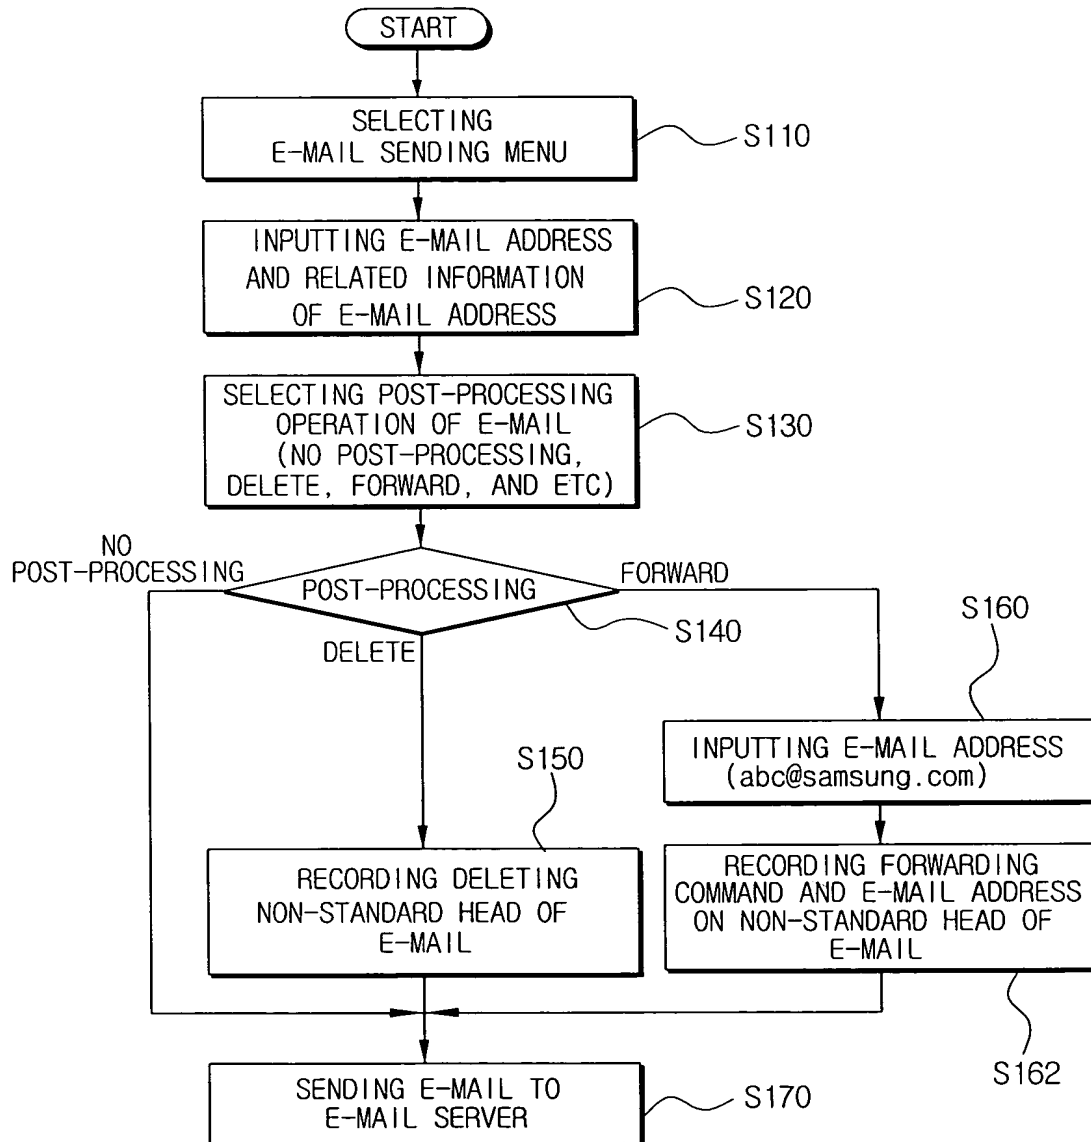 START
SELECTING
E-MAIL SENDING MENU
S110
INPUTTING E-MAIL ADDRESS
AND RELATED INFORMATION
OF E-MAIL ADDRESS
S120
SELECTING POST-PROCESSING
OPERATION OF E-MAIL
(NO POST-PROCESSING,
DELETE, FORWARD, AND ETC)
S130
NO
POST-PROCESSING
POST-PROCESSING
FORWARD
S140
DELETE
S160
INPUTTING E-MAIL ADDRESS
(abc@samsung.com)
S150
RECORDING DELETING
NON-STANDARD HEAD OF
E-MAIL
RECORDING FORWARDING
COMMAND AND E-MAIL ADDRESS
ON NON-STANDARD HEAD OF
E-MAIL
S162
SENDING E-MAIL TO
E-MAIL SERVER
S170